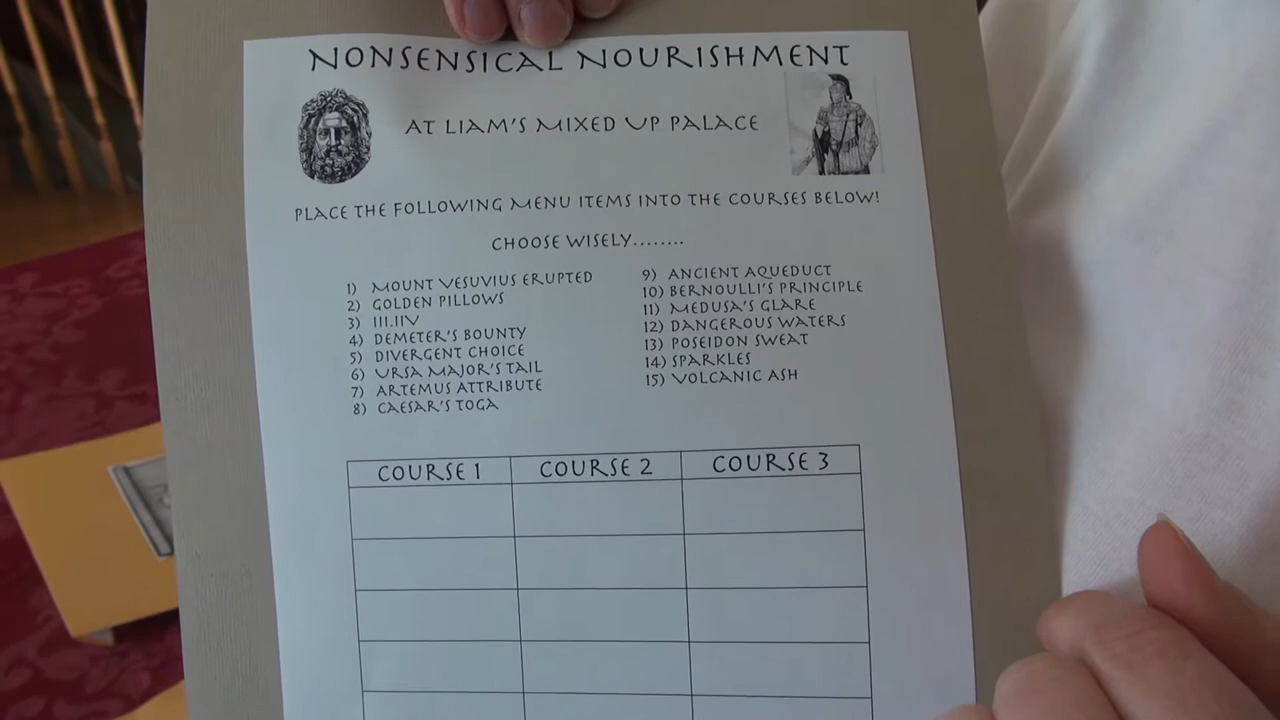 NONSENSICAL NOURISHMENT
AT LIAM'S MIXED UP PALACE
PLACE THE FOLLOWING MENU ITEMS INTO THE COURSES BELOW!
CHOOSE WISELY........
1) MOUNT VESUVIUS ERUPTED
2) GOLDEN PILLOWS
3) III.IIV
4) DEMETER'S BOUNTY
5) DIVERGENT CHOICE
6) URSA MAJOR'S TAIL
7) ARTEMUS ATTRIBUTE
8) CAESAR'S TOGA
9) ANCIENT AQUEDUCT
10) BERNOULLI'S PRINCIPLE
11) MEDUSA'S GLARE
12) DANGEROUS WATERS
13) POSEIDON SWEAT
14) SPARKLES
15) VOLCANIC ASH
COURSE 1 COURSE 2 COURSE 3